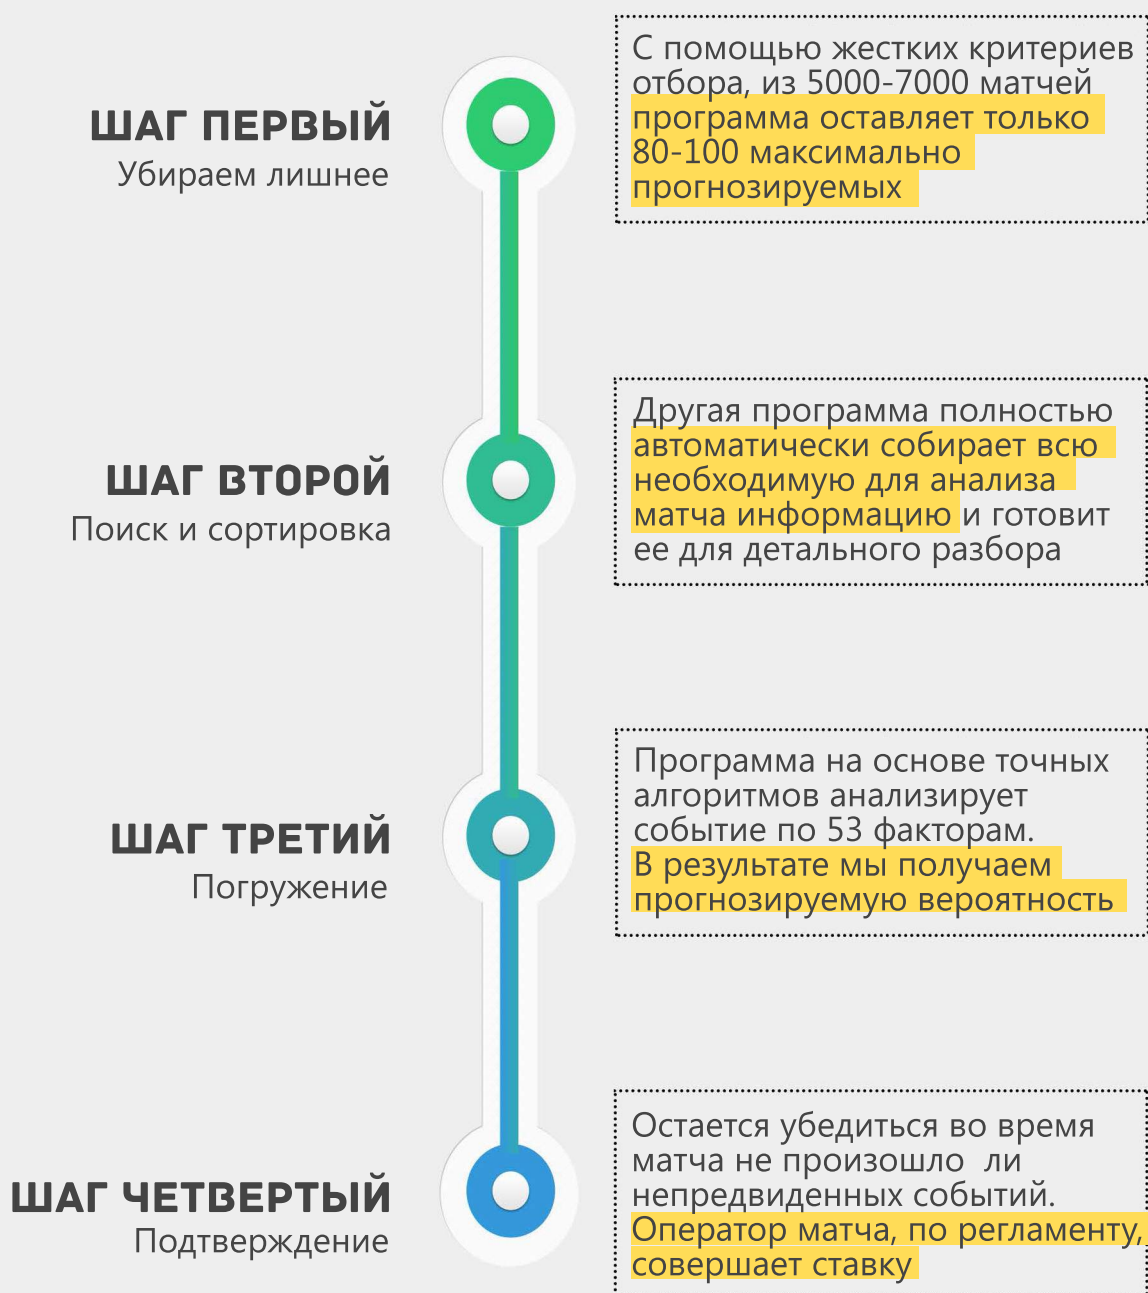 ШАГ ПЕРВЫЙ
Убираем лишнее
С помощью жестких критериев
отбора, из 5000-7000 матчей
программа оставляет только
80-100 максимально
прогнозируемых
ШАГ ВТОРОЙ
Поиск и сортировка
Другая программа полностью
автоматически собирает всю
необходимую для анализа
матча информацию и готовит
ее для детального разбора
ШАГ ТРЕТИЙ
Погружение
Программа на основе точных
алгоритмов анализирует
событие по 53 факторам.
В результате мы получаем
прогнозируемую вероятность
ШАГ ЧЕТВЕРТЫЙ
Подтверждение
Остается убедиться во время
матча не произошло  ли
непредвиденных событий.
Оператор матча, по регламенту,
совершает ставку